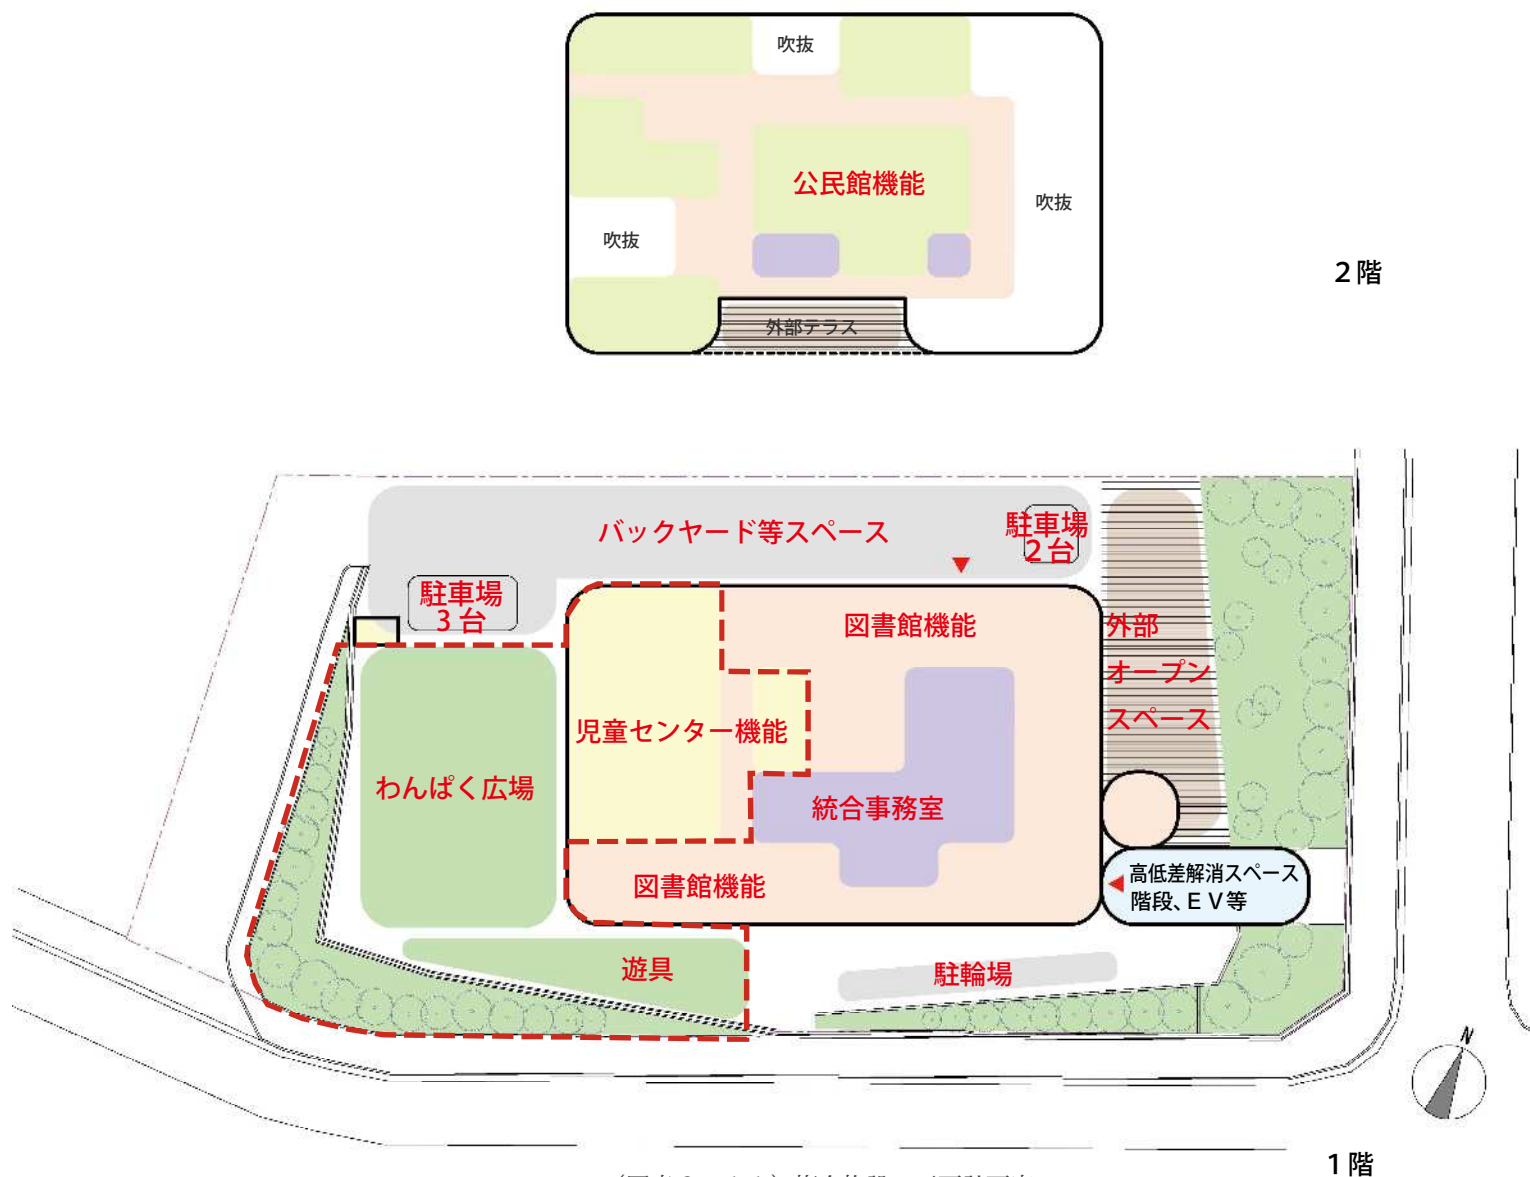 吹抜
公民館機能
吹抜
吹抜
外部テラス
2階
バックヤード等スペース
駐車場
2台
駐車場
3台
図書館機能
外部
オープン
スペース
児童センター機能
わんぱく広場
統合事務室
図書館機能
高低差解消スペース
階段、EV等
遊具
駐輪場
N
1階